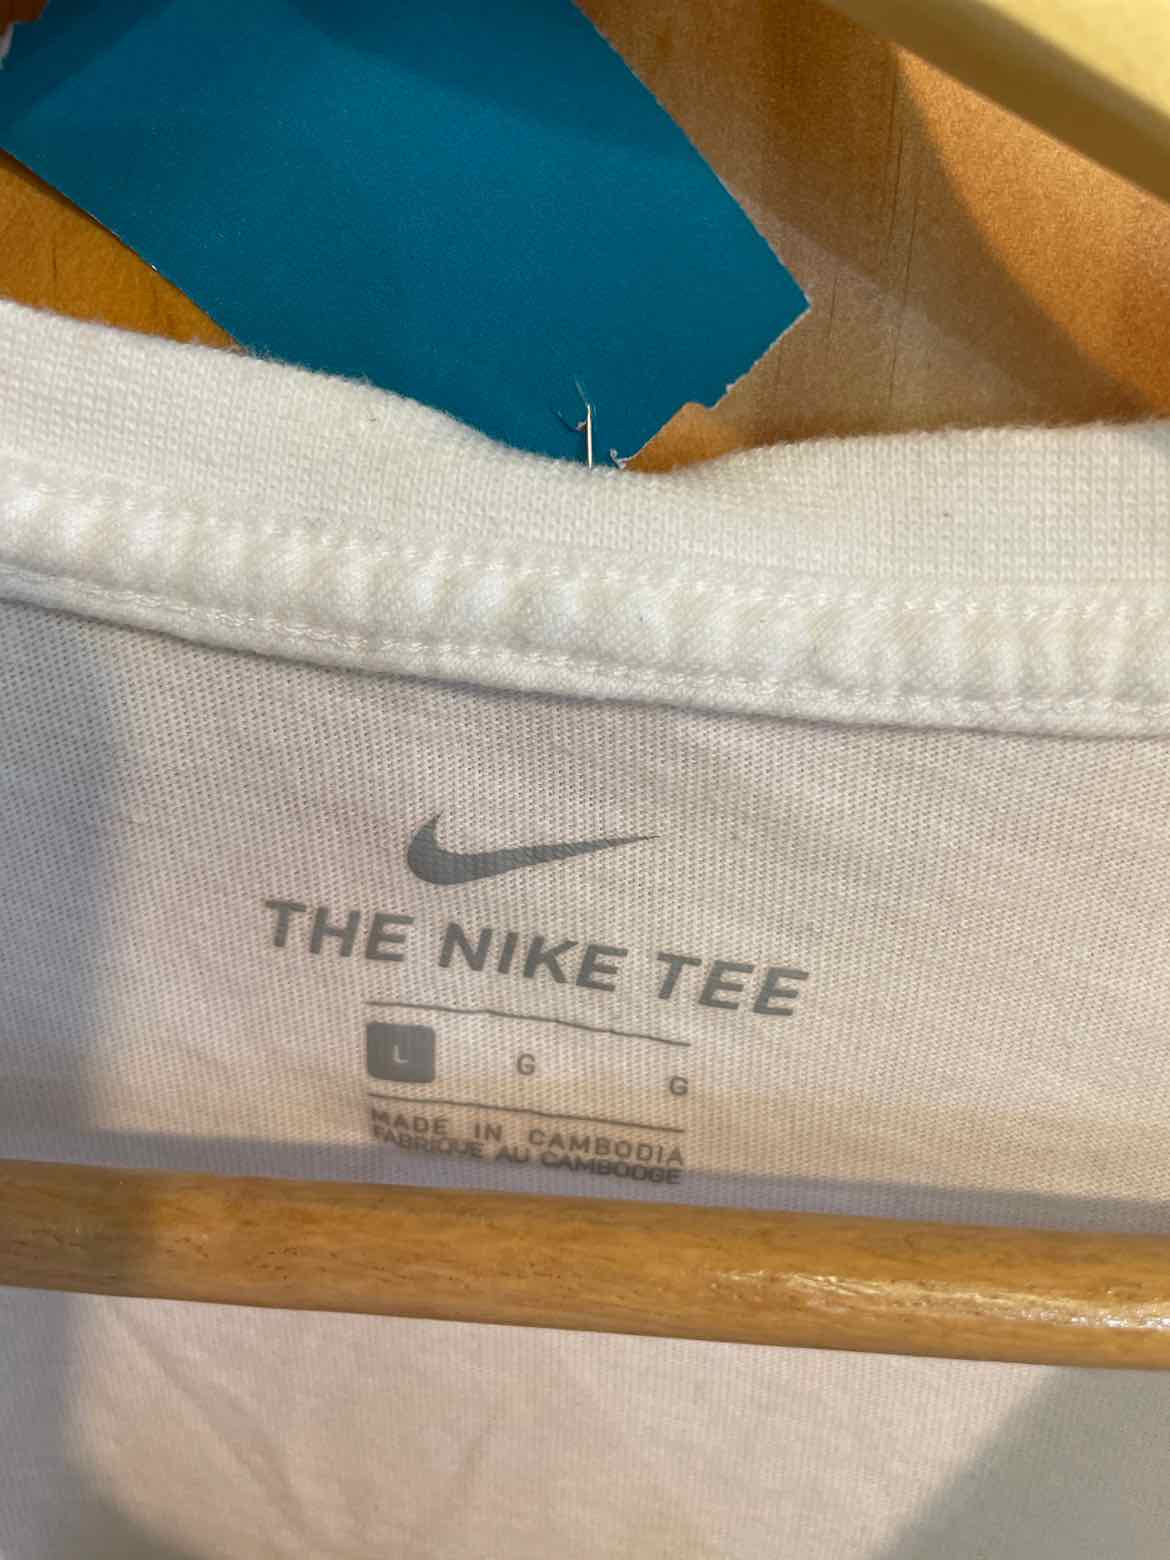 THE NIKE TEE
L G G
MADE IN CAMBODIA
FABRIQUE AU CAMBODGE